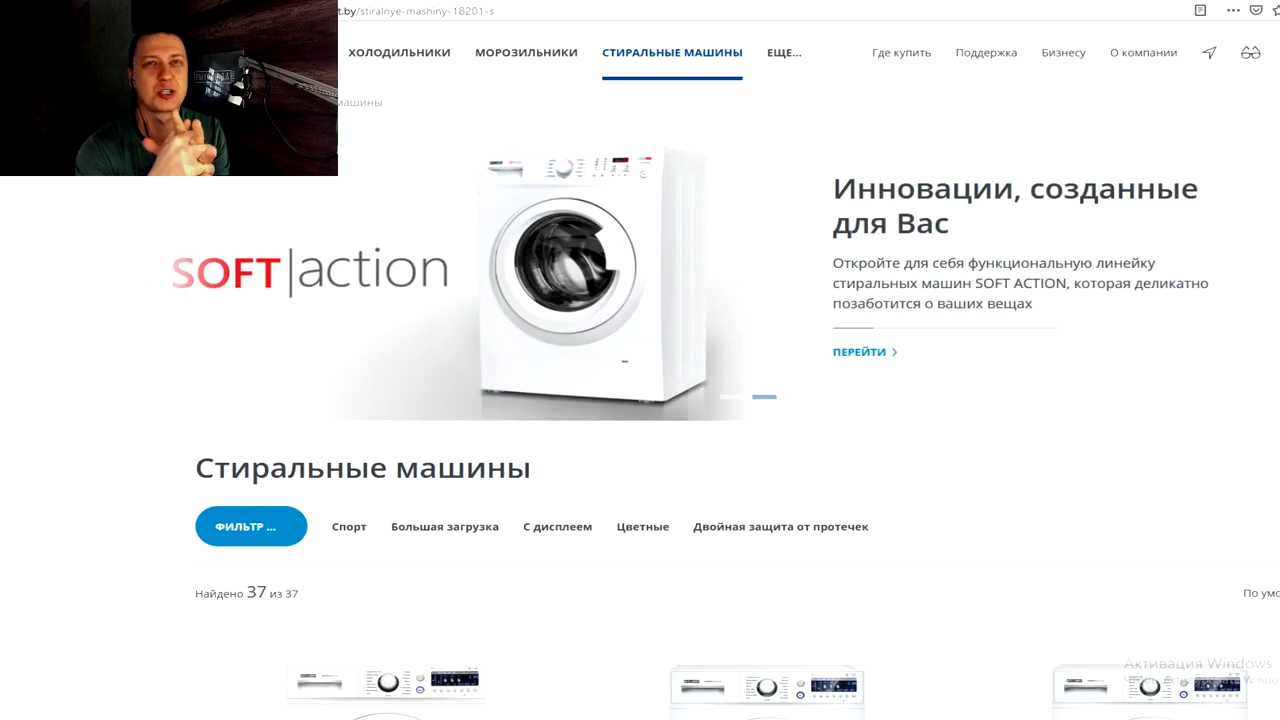 t.by/stiralnye-mashiny-18201-s
ХОЛОДИЛЬНИКИ МОРОЗИЛЬНИКИ СТИРАЛЬНЫЕ МАШИНЫ ЕЩЕ... Где купить Поддержка Бизнесу О компании
машины
SOFT|action
Инновации, созданные
для Вас
Откройте для себя функциональную линейку
стиральных машин SOFT ACTION, которая деликатно
позаботится о ваших вещах
ПЕРЕЙТИ
Стиральные машины
ФИЛЬТР ... Спорт Большая загрузка С дисплеем Цветные Двойная защита от протечек
Найдено 37 из 37
По умо
Активация Windows